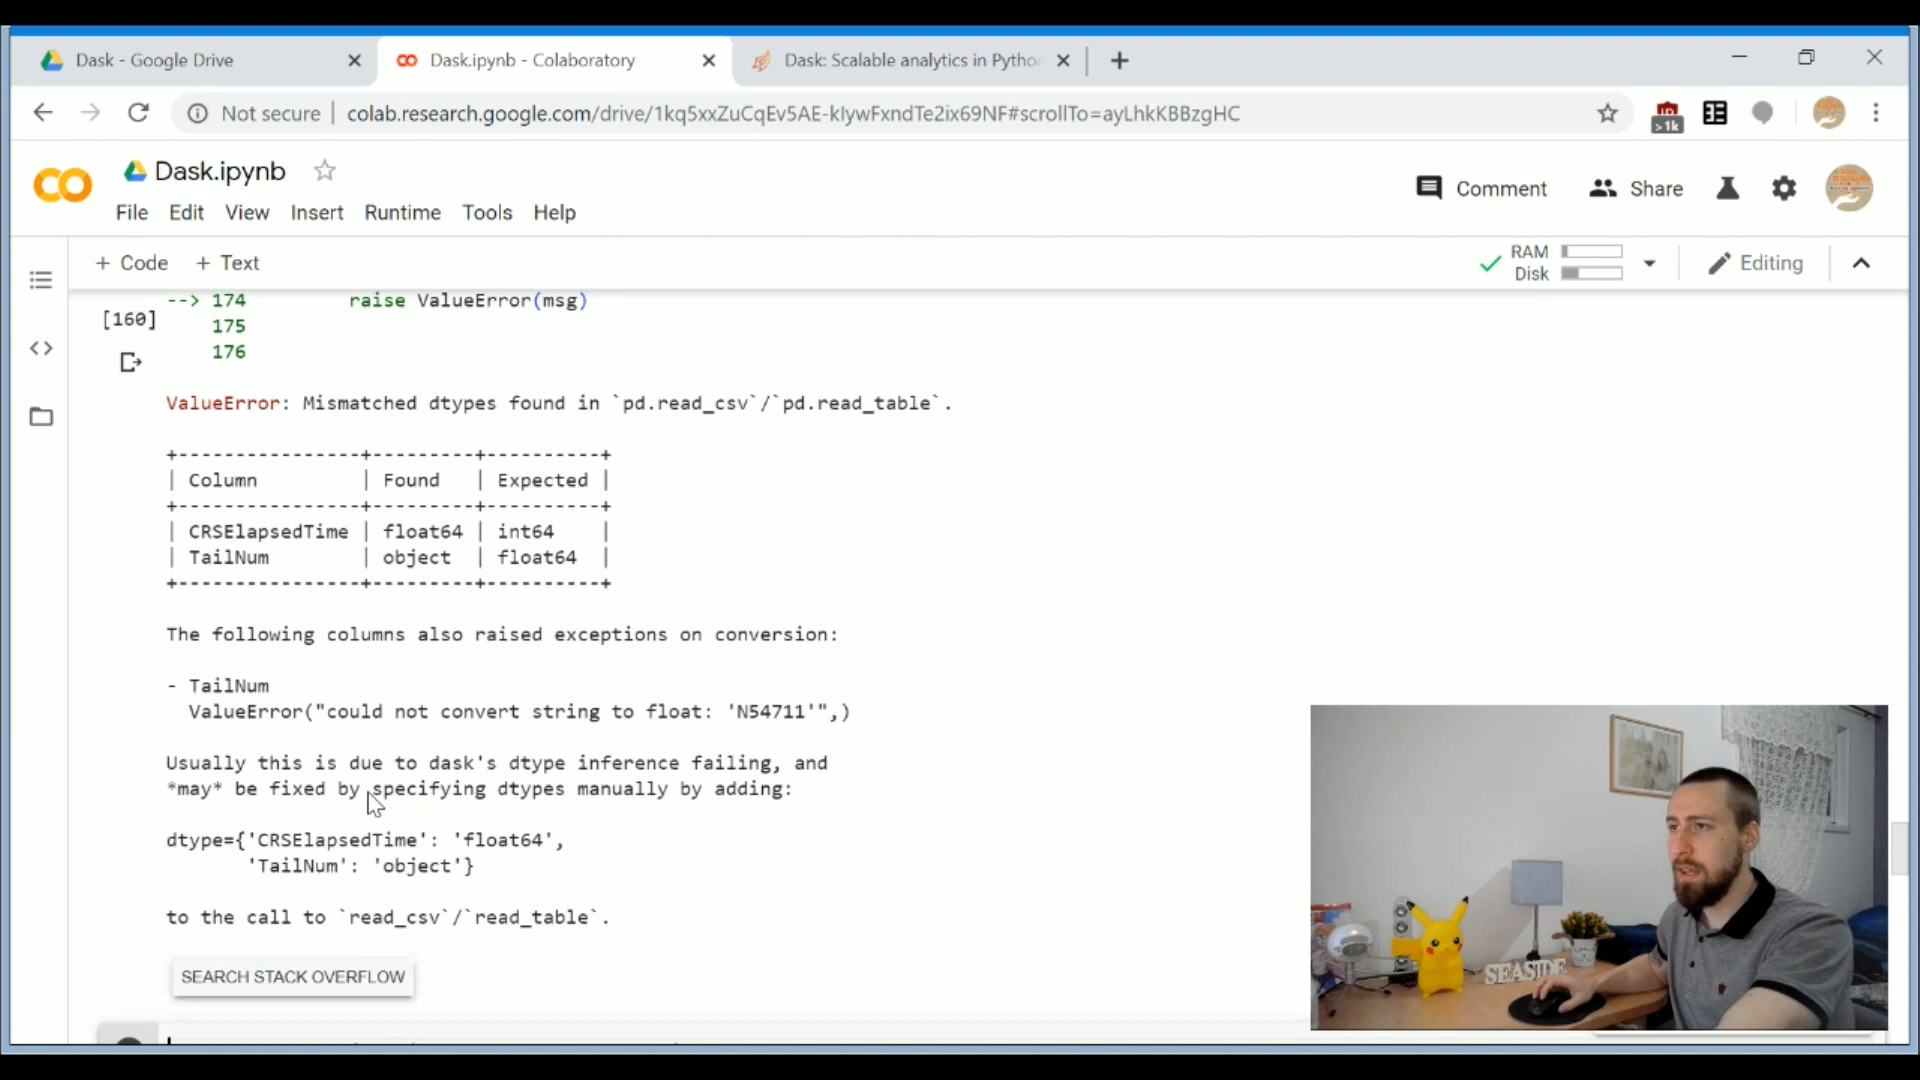 Dask - Google Drive
Dask.ipynb - Colaboratory
Dask: Scalable analytics in Pytho
Not secure
colab.research.google.com/drive/1kq5xxZuCqEv5AE-kIywFxndTe2ix69NF#scrollTo=ayLhkKBBzgHC
>1k
Dask.ipynb
Comment
Share
File Edit View Insert Runtime Tools Help
+ Code + Text
RAM
Disk
Editing
[160]
--> 174 raise ValueError(msg)
175
176
ValueError: Mismatched dtypes found in `pd.read_csv`/`pd.read_table`.
+----------------+---------+----------+
| Column         | Found   | Expected |
+----------------+---------+----------+
| CRSElapsedTime | float64 | int64    |
| TailNum        | object  | float64  |
+----------------+---------+----------+
The following columns also raised exceptions on conversion:
- TailNum
ValueError("could not convert string to float: 'N54711'",)
Usually this is due to dask's dtype inference failing, and
*may* be fixed by specifying dtypes manually by adding:
dtype={'CRSElapsedTime': 'float64',
'TailNum': 'object'}
to the call to `read_csv`/`read_table`.
SEARCH STACK OVERFLOW
SEASIDE